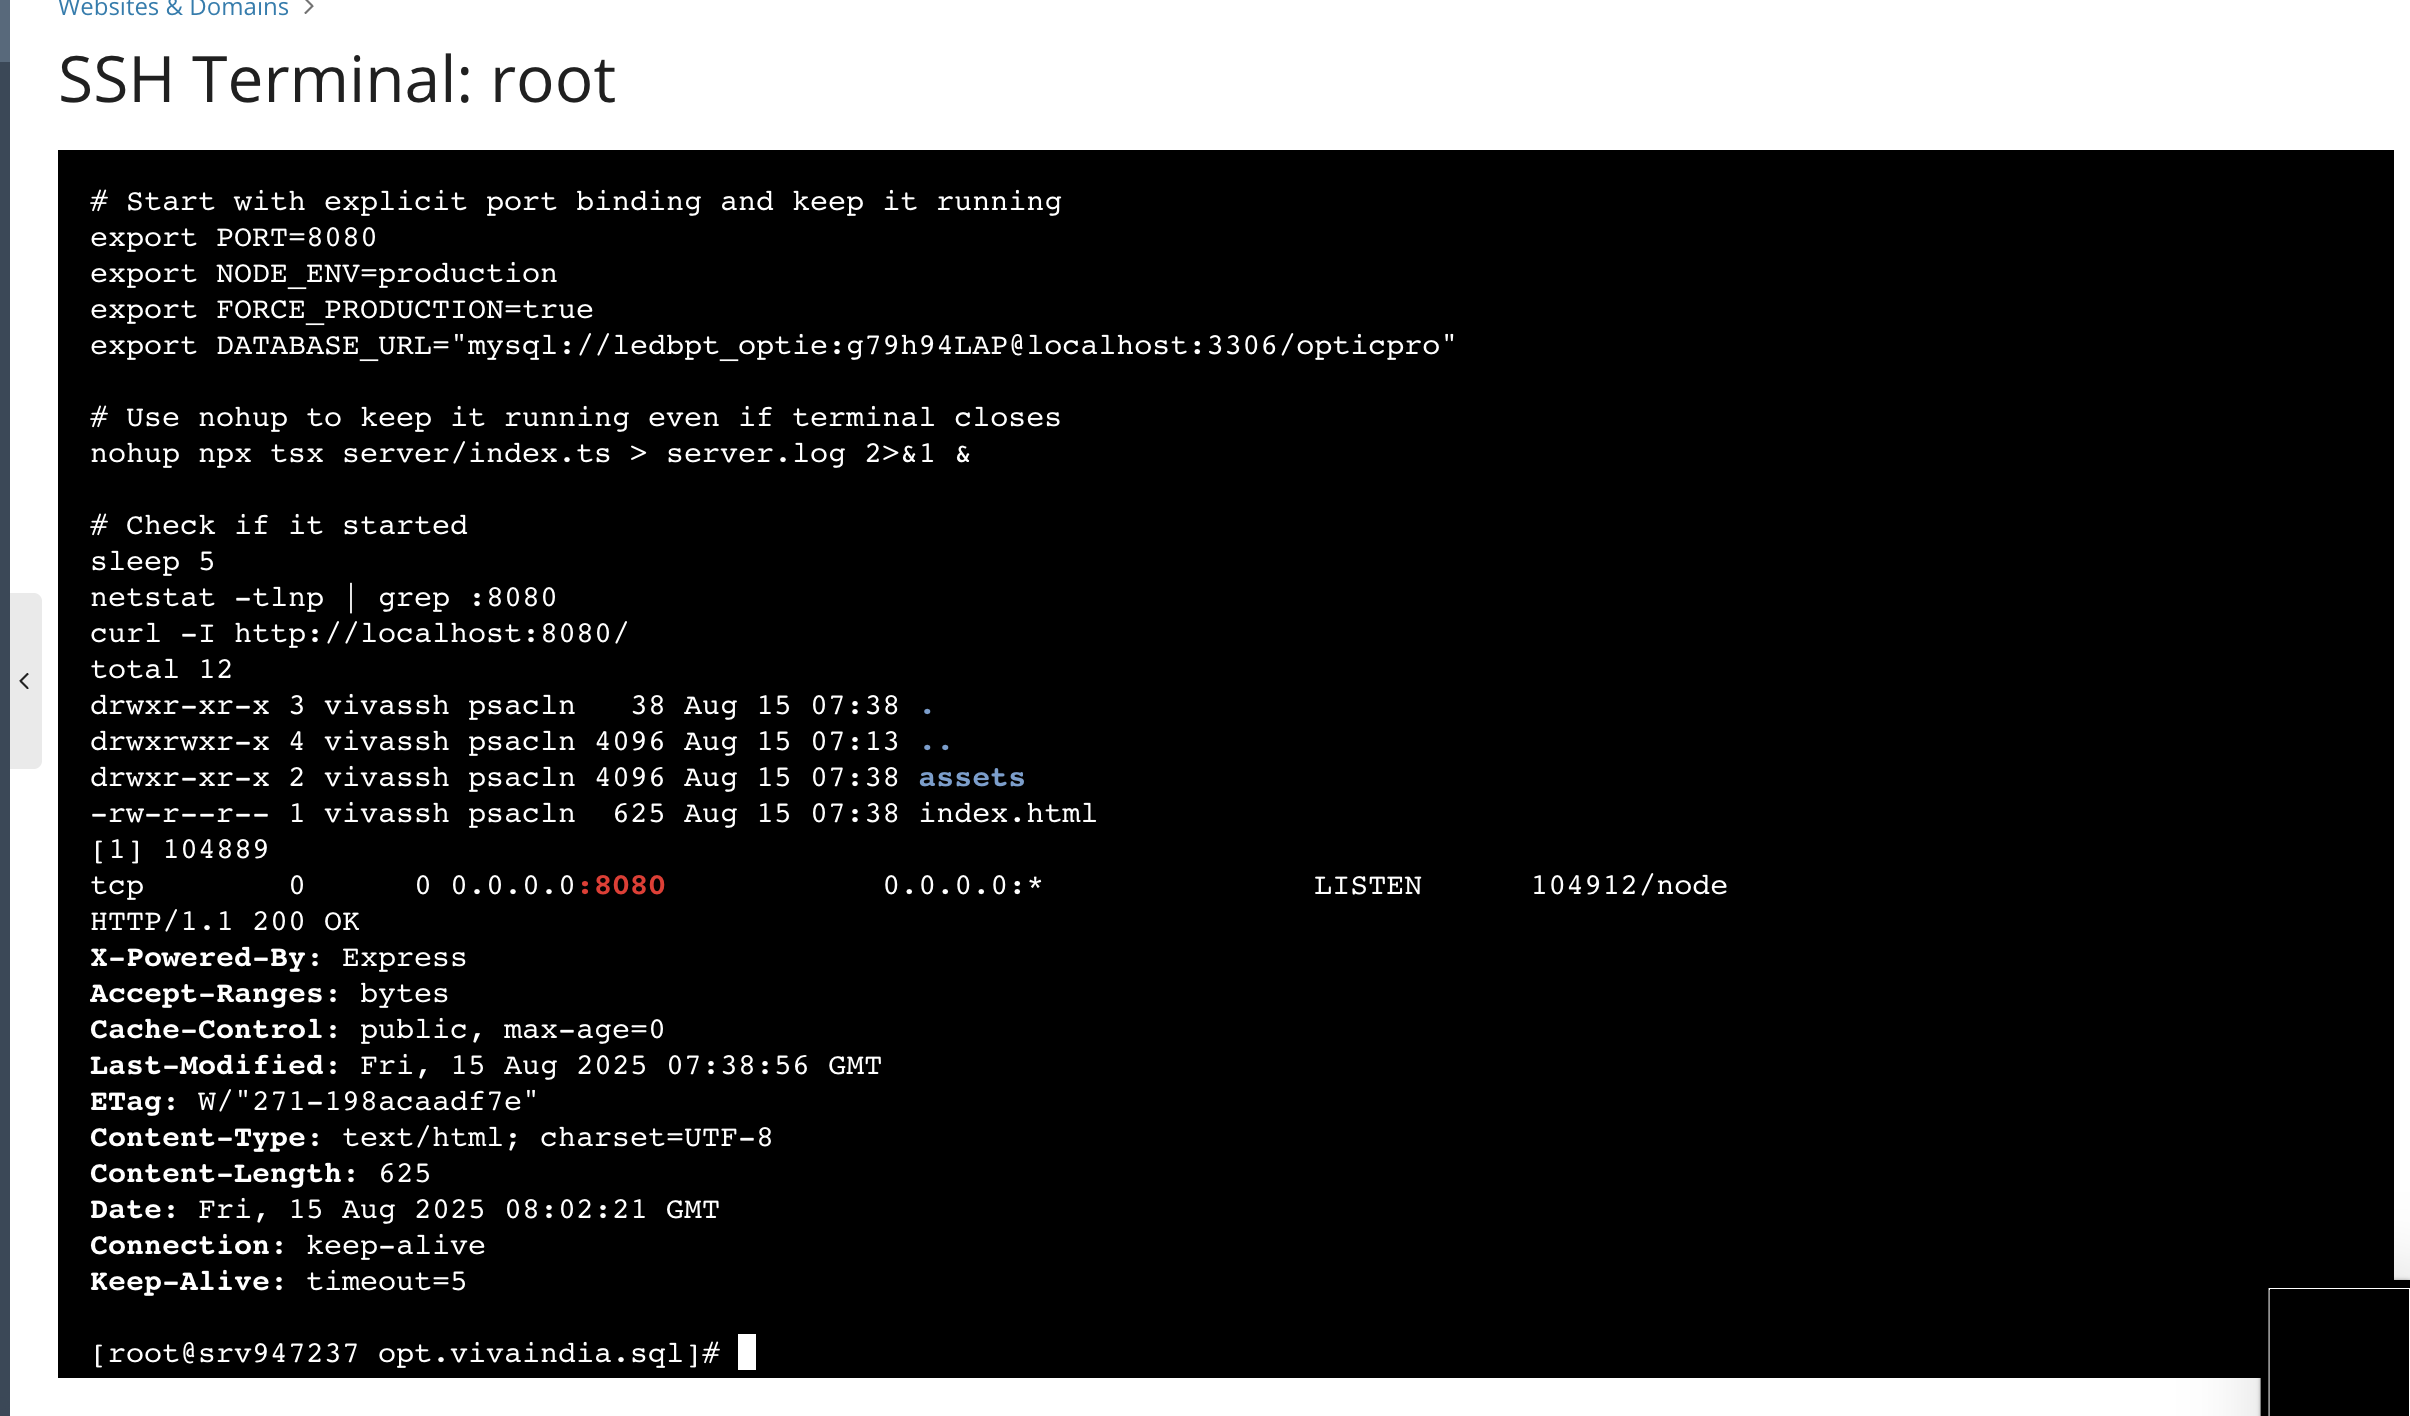 Websites & Domains >
SSH Terminal: root
# Start with explicit port binding and keep it running
export PORT=8080
export NODE_ENV=production
export FORCE_PRODUCTION=true
export DATABASE_URL="mysql://ledbpt_optie:g79h94LAP@localhost:3306/opticpro"
# Use nohup to keep it running even if terminal closes
nohup npx tsx server/index.ts > server.log 2>&1 &
# Check if it started
sleep 5
netstat -tlnp | grep :8080
curl -I http://localhost:8080/
total 12
drwxr-xr-x 3 vivassh psacln   38 Aug 15 07:38 .
drwxrwxr-x 4 vivassh psacln 4096 Aug 15 07:13 ..
drwxr-xr-x 2 vivassh psacln 4096 Aug 15 07:38 assets
-rw-r--r-- 1 vivassh psacln  625 Aug 15 07:38 index.html
[1] 104889
tcp        0      0 0.0.0.0:8080            0.0.0.0:*               LISTEN      104912/node
HTTP/1.1 200 OK
X-Powered-By: Express
Accept-Ranges: bytes
Cache-Control: public, max-age=0
Last-Modified: Fri, 15 Aug 2025 07:38:56 GMT
ETag: W/"271-198acaadf7e"
Content-Type: text/html; charset=UTF-8
Content-Length: 625
Date: Fri, 15 Aug 2025 08:02:21 GMT
Connection: keep-alive
Keep-Alive: timeout=5
[root@srv947237 opt.vivaindia.sql]#